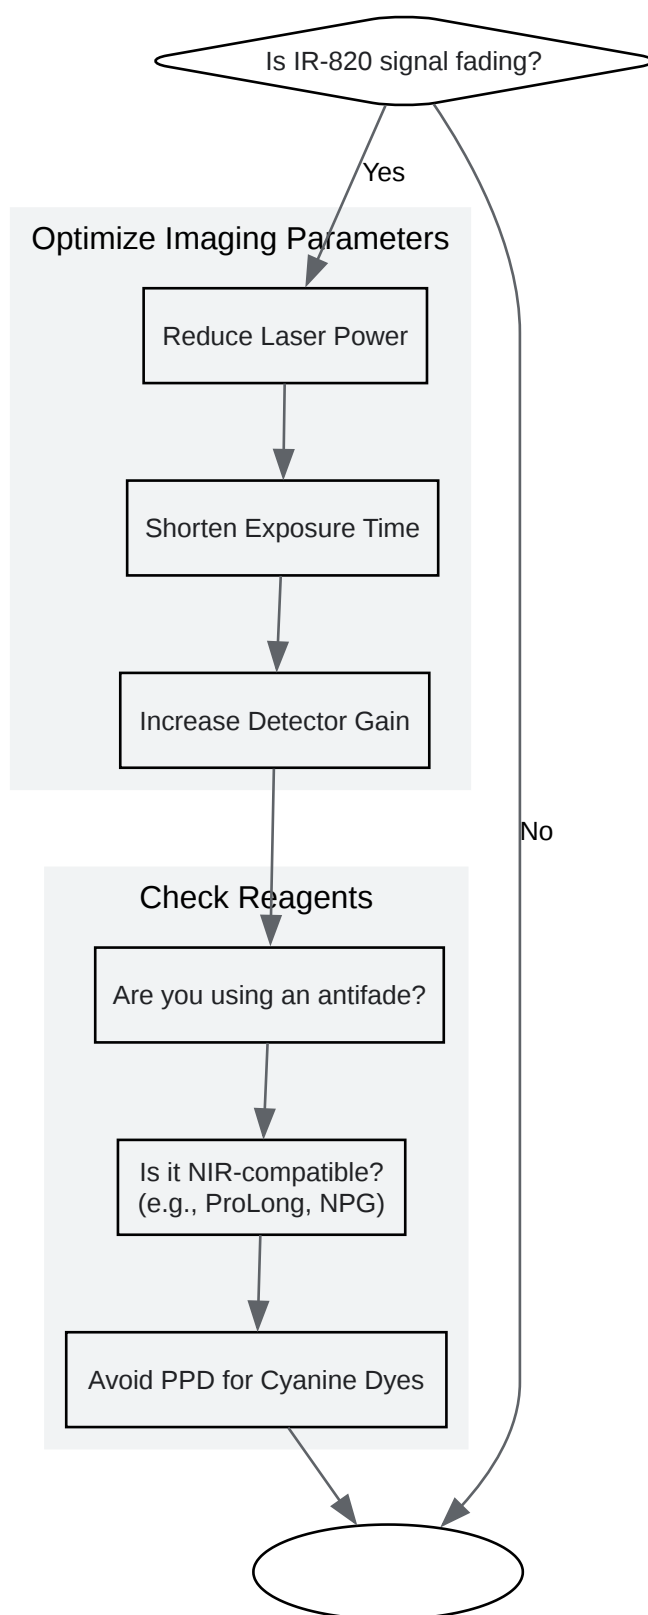 Is IR-820 signal fading?
Yes
Optimize Imaging Parameters
Reduce Laser Power
Shorten Exposure Time
Increase Detector Gain
No
Check Reagents
Are you using an antifade?
Is it NIR-compatible?
(e.g., ProLong, NPG)
Avoid PPD for Cyanine Dyes